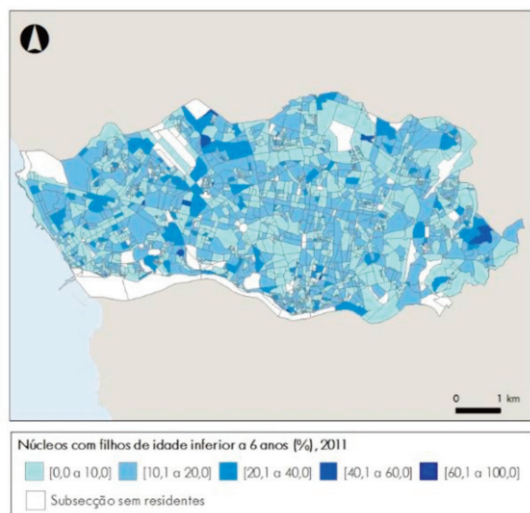 0 1 km
Núcleos com filhos de idade inferior a 6 anos (%), 2011
[0,0 a 10,0] [10,1 a 20,0] [20,1 a 40,0] [40,1 a 60,0] [60,1 a 100,0]
Subsecção sem residentes